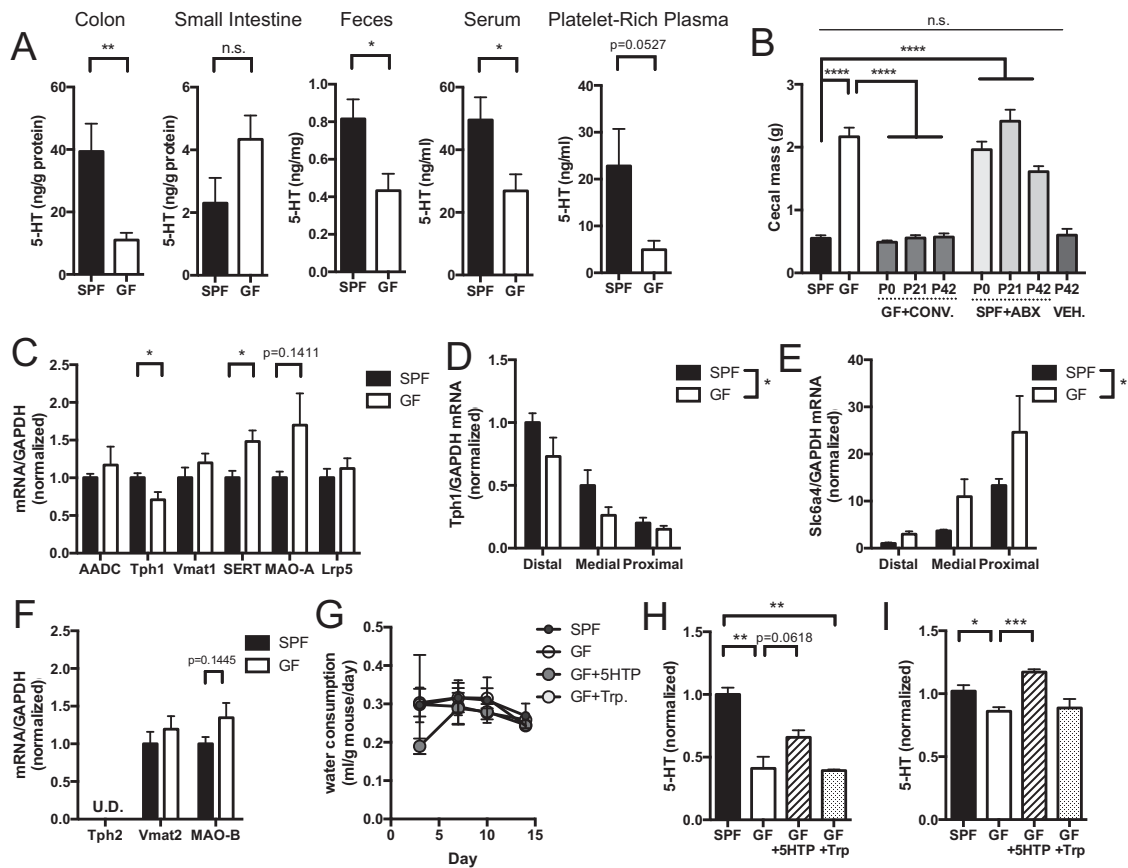 A
Colon
Small Intestine
Feces
Serum
Platelet-Rich Plasma
**
n.s.
*
*
p=0.0527
5-HT (ng/g protein)
60
40
20
0
SPF GF
5-HT (ng/g protein)
6
4
2
0
SPF GF
5-HT (ng/mg)
1.0
0.8
0.6
0.4
0.2
0.0
SPF GF
5-HT (ng/ml)
60
40
20
0
SPF GF
5-HT (ng/ml)
50
40
30
20
10
0
SPF GF
B
n.s.
****
**** ****
Cecal mass (g)
3
2
1
0
SPF GF P0 P21 P42 P0 P21 P42 P42
GF+CONV. SPF+ABX VEH.
C
mRNA/GAPDH
(normalized)
2.5
2.0
1.5
1.0
0.5
0.0
* * p=0.1411
SPF
GF
AADC Tph1 Vmat1 SERT MAO-A Lrp5
D
Tph1/GAPDH mRNA
(normalized)
1.5
1.0
0.5
0.0
SPF
GF
*
Distal Medial Proximal
E
Slc6a4/GAPDH mRNA
(normalized)
40
30
20
10
0
SPF
GF
*
Distal Medial Proximal
F
mRNA/GAPDH
(normalized)
2.5
2.0
1.5
1.0
0.5
0.0
SPF
GF
p=0.1445
U.D.
Tph2 Vmat2 MAO-B
G
water consumption
(ml/g mouse/day)
0.5
0.4
0.3
0.2
0.1
0.0
0 5 10 15
Day
SPF
GF
GF+5HTP
GF+Trp.
H
5-HT (normalized)
1.5
1.0
0.5
0.0
**
** p=0.0618
SPF GF GF GF
+5HTP +Trp
I
5-HT (normalized)
1.5
1.0
0.5
0.0
* ***
SPF GF GF GF
+5HTP +Trp